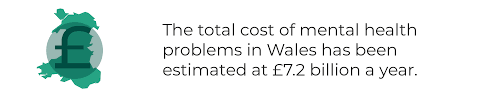 £
The total cost of mental health
problems in Wales has been
estimated at £7.2 billion a year.